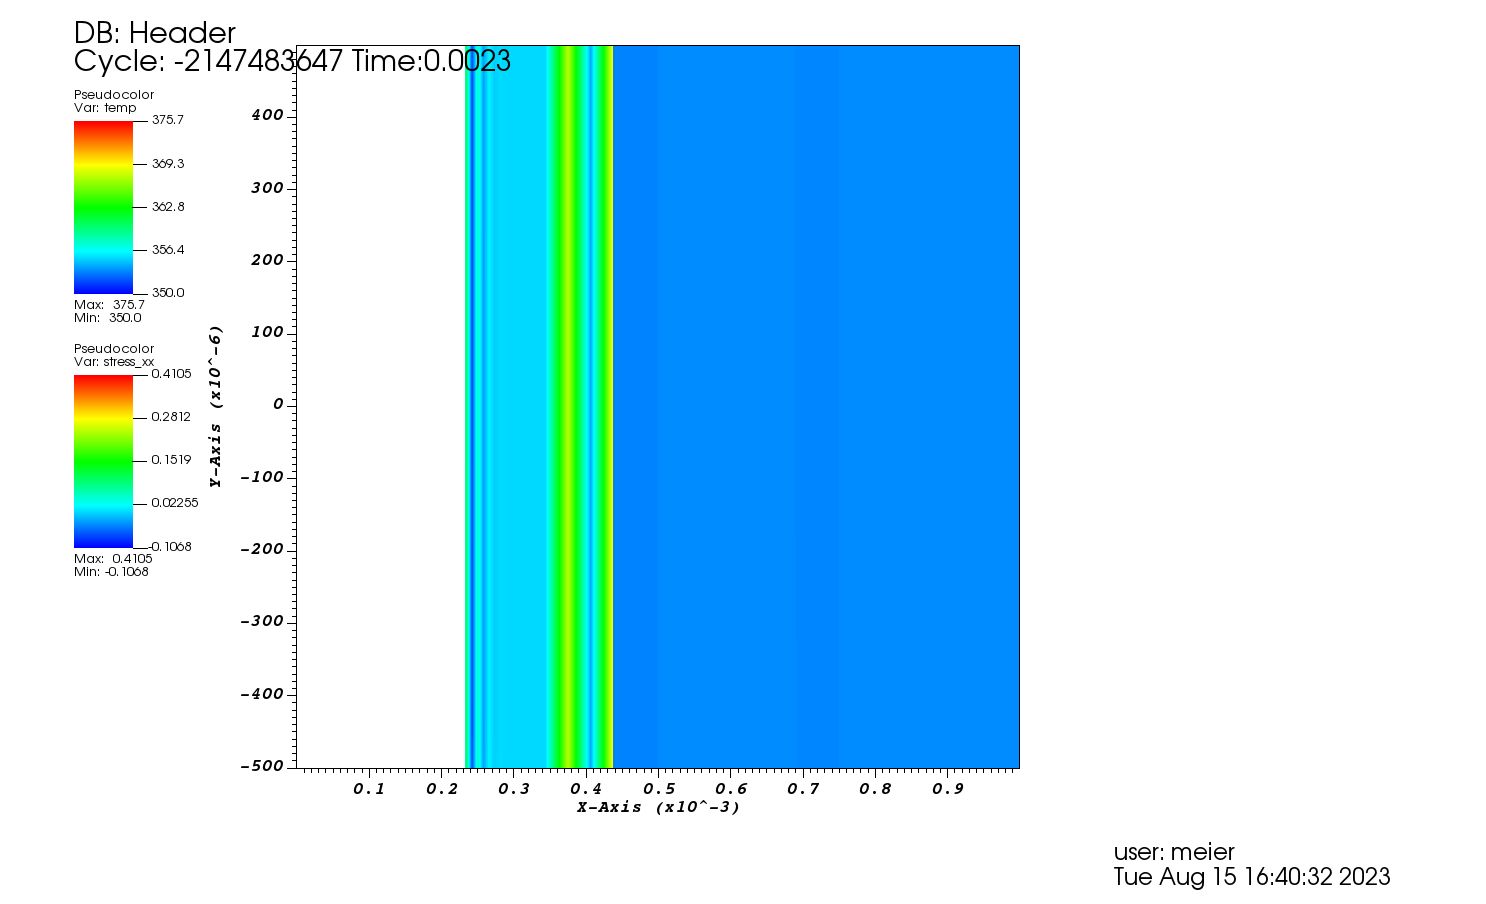 DB: Header
Cycle: -2147483647 Time:0.0023
Pseudocolor
Var: temp
375.7
369.3
362.8
356.4
350.0
Max: 375.7
Min: 350.0
Pseudocolor
Var: stress_xx
0.4105
0.2812
0.1519
0.02255
-0.1068
Max: 0.4105
Min: -0.1068
Y-Axis (x10^-6)
400
300
200
100
0
-100
-200
-300
-400
-500
0.1 0.2 0.3 0.4 0.5 0.6 0.7 0.8 0.9
X-Axis (x10^-3)
user: meier
Tue Aug 15 16:40:32 2023